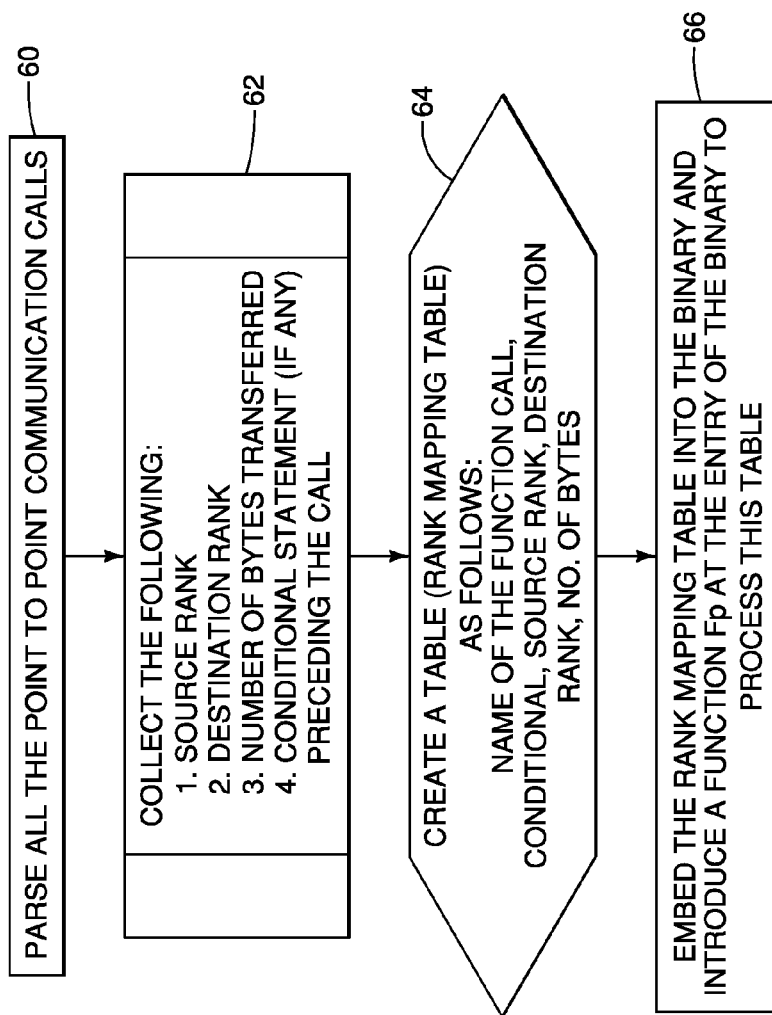 PARSE ALL THE POINT TO POINT COMMUNICATION CALLS
60
COLLECT THE FOLLOWING:
1. SOURCE RANK
2. DESTINATION RANK
3. NUMBER OF BYTES TRANSFERRED
4. CONDITIONAL STATEMENT (IF ANY)
PRECEDING THE CALL
62
CREATE A TABLE (RANK MAPPING TABLE)
AS FOLLOWS:
NAME OF THE FUNCTION CALL,
CONDITIONAL, SOURCE RANK, DESTINATION
RANK, NO. OF BYTES
64
EMBED THE RANK MAPPING TABLE INTO THE BINARY AND
INTRODUCE A FUNCTION Fp AT THE ENTRY OF THE BINARY TO
PROCESS THIS TABLE
66